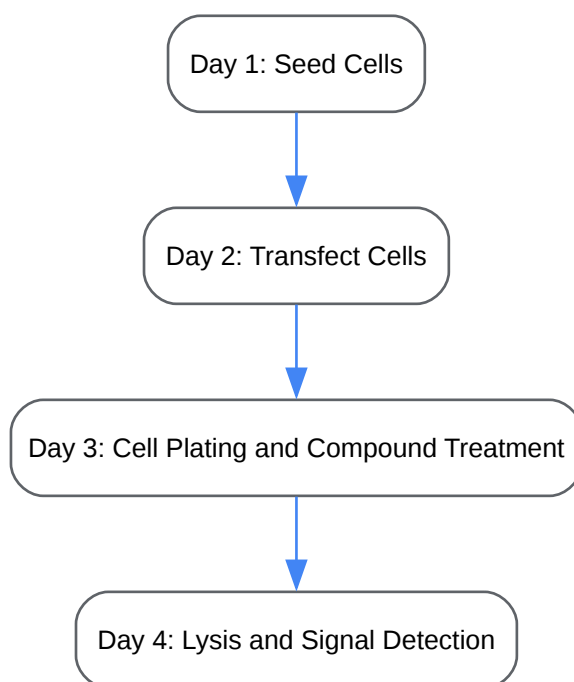 Day 1: Seed Cells
Day 2: Transfect Cells
Day 3: Cell Plating and Compound Treatment
Day 4: Lysis and Signal Detection